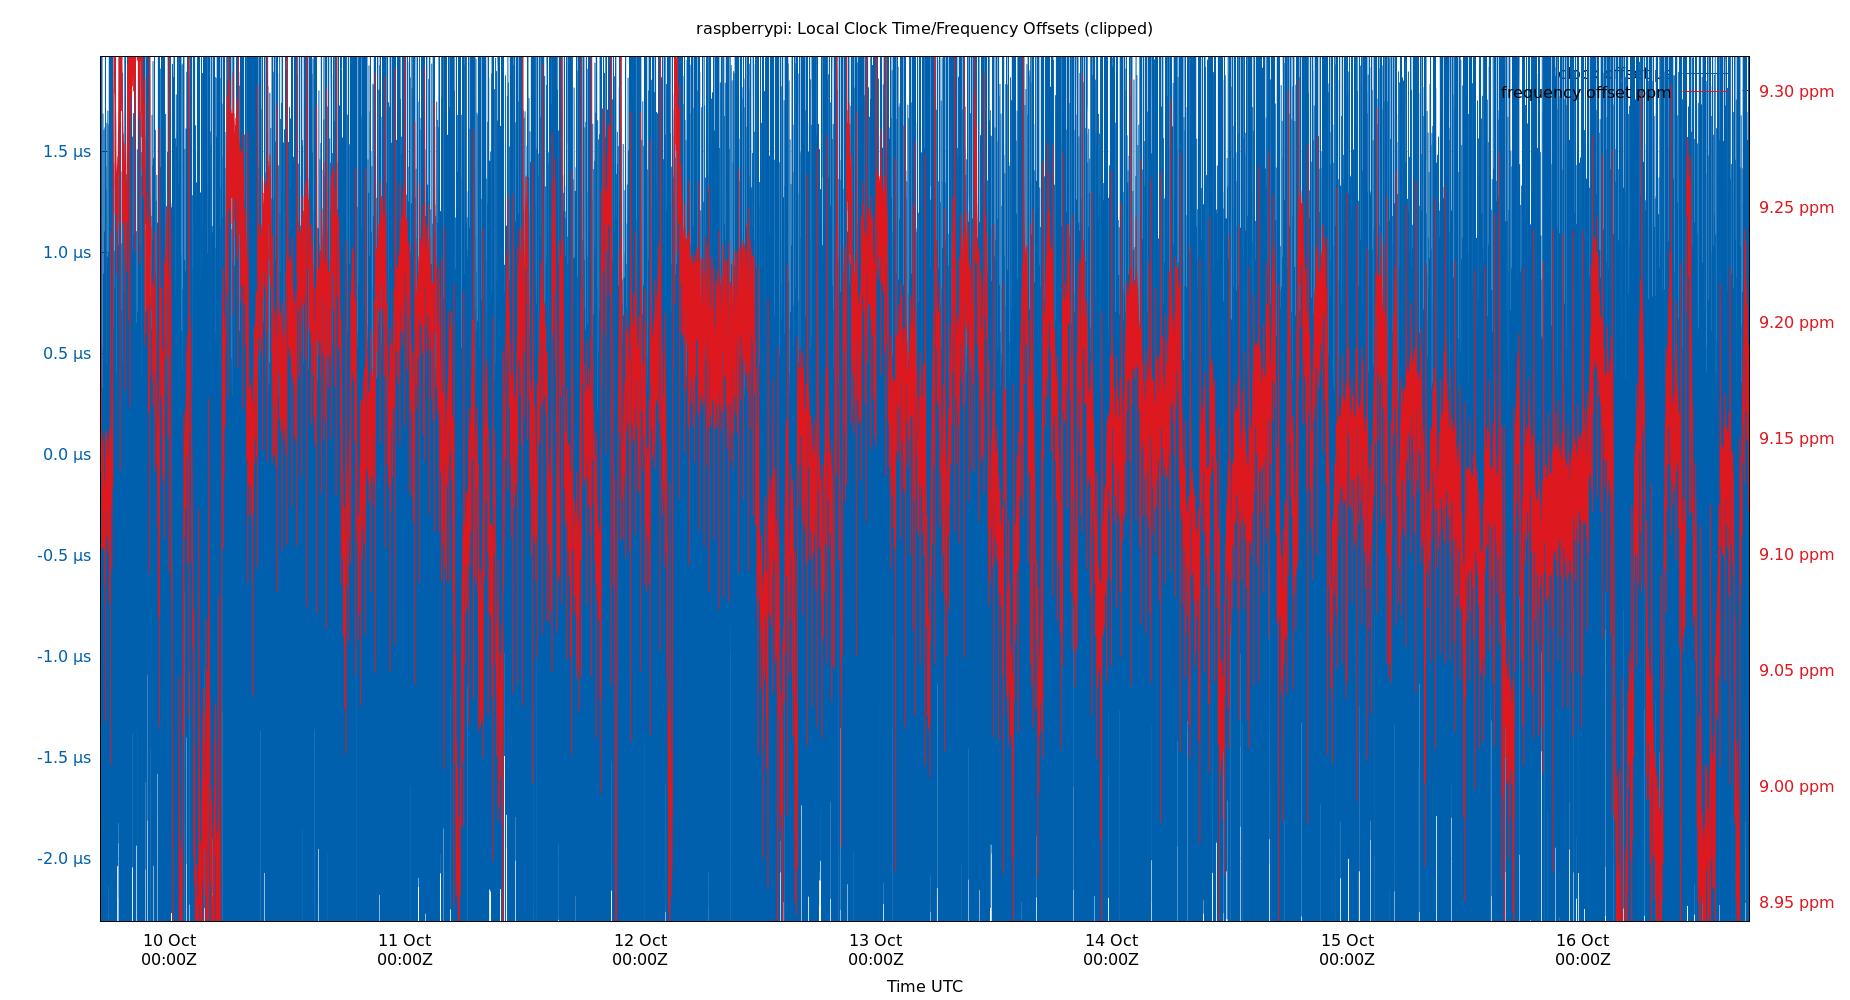 raspberrypi: Local Clock Time/Frequency Offsets (clipped)
clock offset µs
frequency offset ppm
1.5 µs
1.0 µs
0.5 µs
0.0 µs
-0.5 µs
-1.0 µs
-1.5 µs
-2.0 µs
9.30 ppm
9.25 ppm
9.20 ppm
9.15 ppm
9.10 ppm
9.05 ppm
9.00 ppm
8.95 ppm
10 Oct
00:00Z
11 Oct
00:00Z
12 Oct
00:00Z
13 Oct
00:00Z
14 Oct
00:00Z
15 Oct
00:00Z
16 Oct
00:00Z
Time UTC